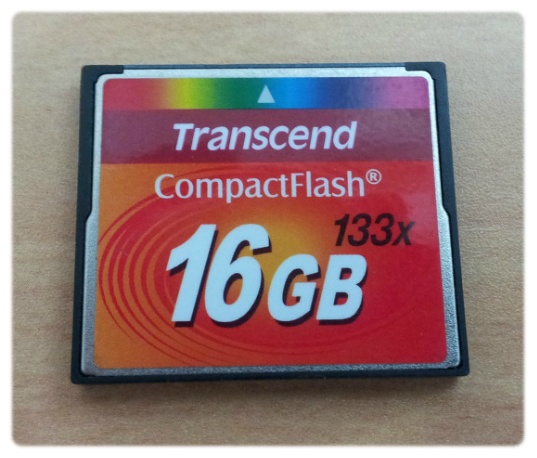 Transcend
CompactFlash®
133x
16GB